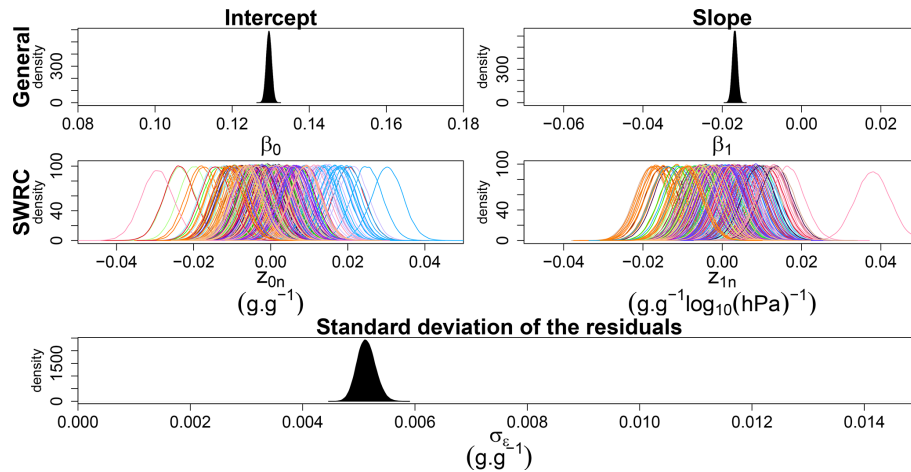 Intercept
Slope
General
density
0
300
0.08
0.10
0.12
0.14
0.16
0.18
β0
density
0
300
−0.06
−0.04
−0.02
0.00
0.02
β1
SWRC
density
0
40
100
−0.04
−0.02
0.00
0.02
0.04
z0n
(g.g−1)
density
0
40
100
−0.06
−0.04
−0.02
0.00
0.02
0.04
z1n
(g.g−1log10(hPa)−1)
Standard deviation of the residuals
density
0
1500
0.000
0.002
0.004
0.006
0.008
0.010
0.012
0.014
σε
(g.g−1)